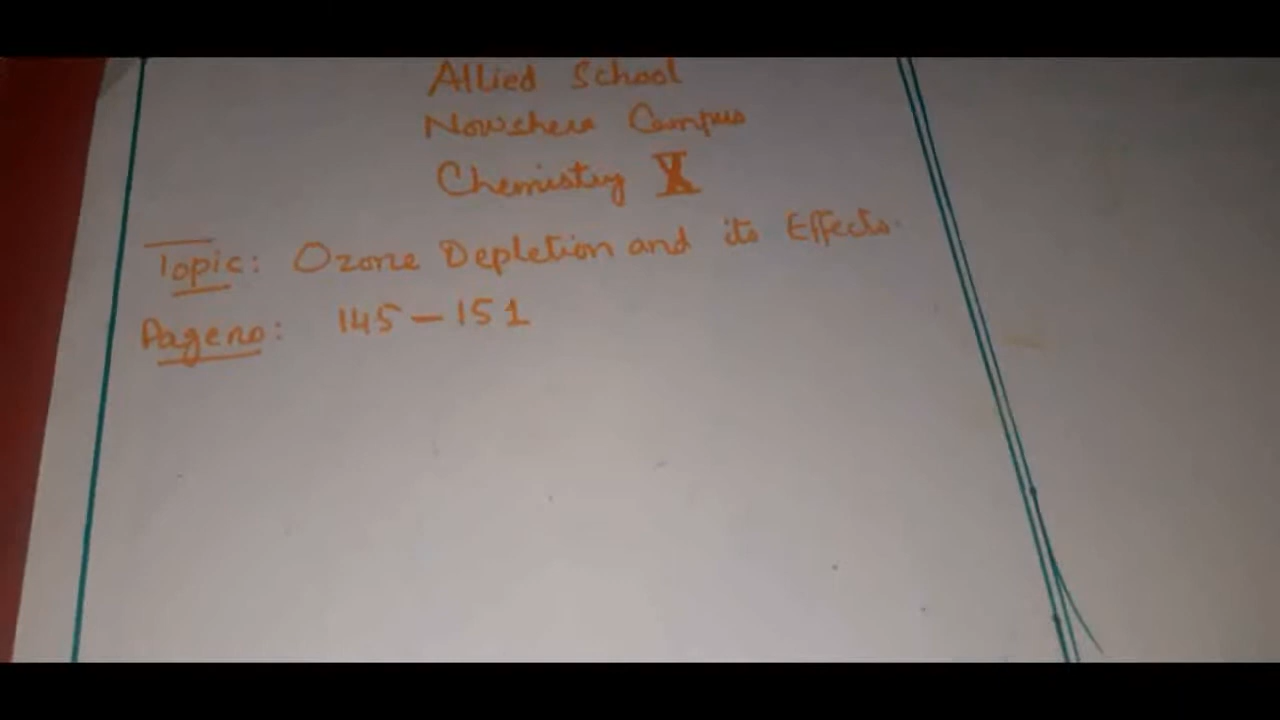 Allied School
Nowshera Campus
Chemistry X
Topic: Ozone Depletion and its Effects.
Pageno: 145-151